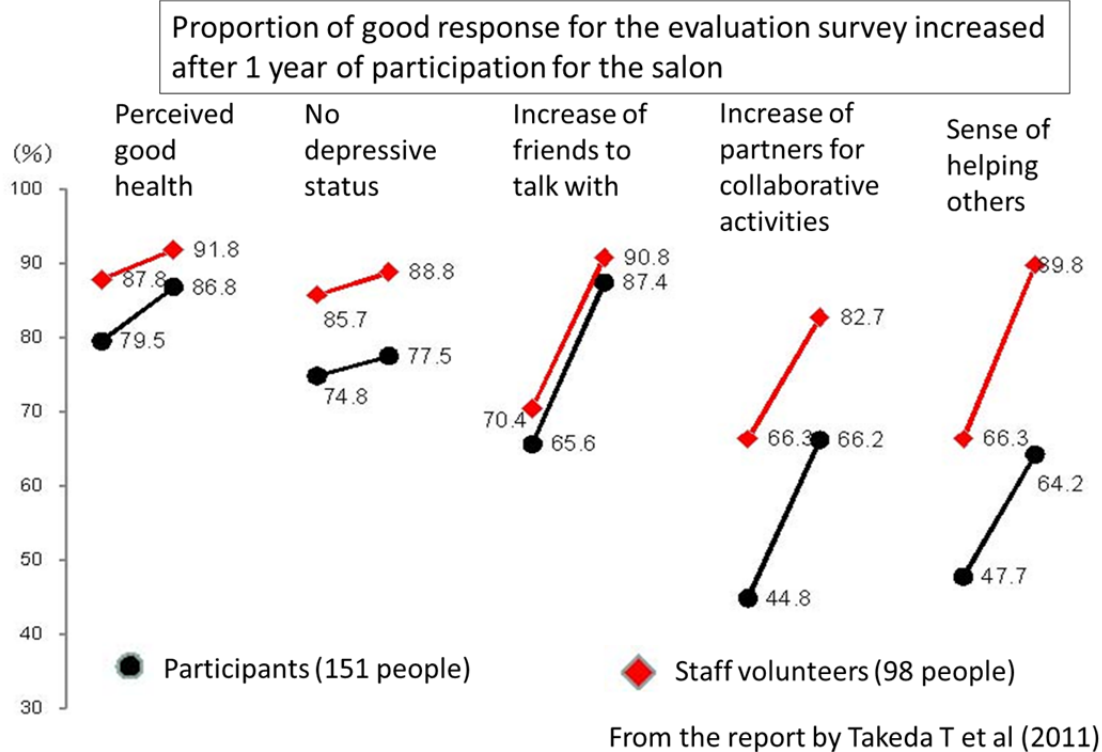 Proportion of good response for the evaluation survey increased
after 1 year of participation for the salon
Perceived
good
health
No
depressive
status
Increase of
friends to
talk with
Increase of
partners for
collaborative
activities
Sense of
helping
others
(%)
100
90
80
70
60
50
40
30
87.8
91.8
79.5
86.8
85.7
88.8
74.8
77.5
70.4
90.8
65.6
87.4
66.3
82.7
44.8
66.2
66.3
89.8
47.7
64.2
Participants (151 people)
Staff volunteers (98 people)
From the report by Takeda T et al (2011)